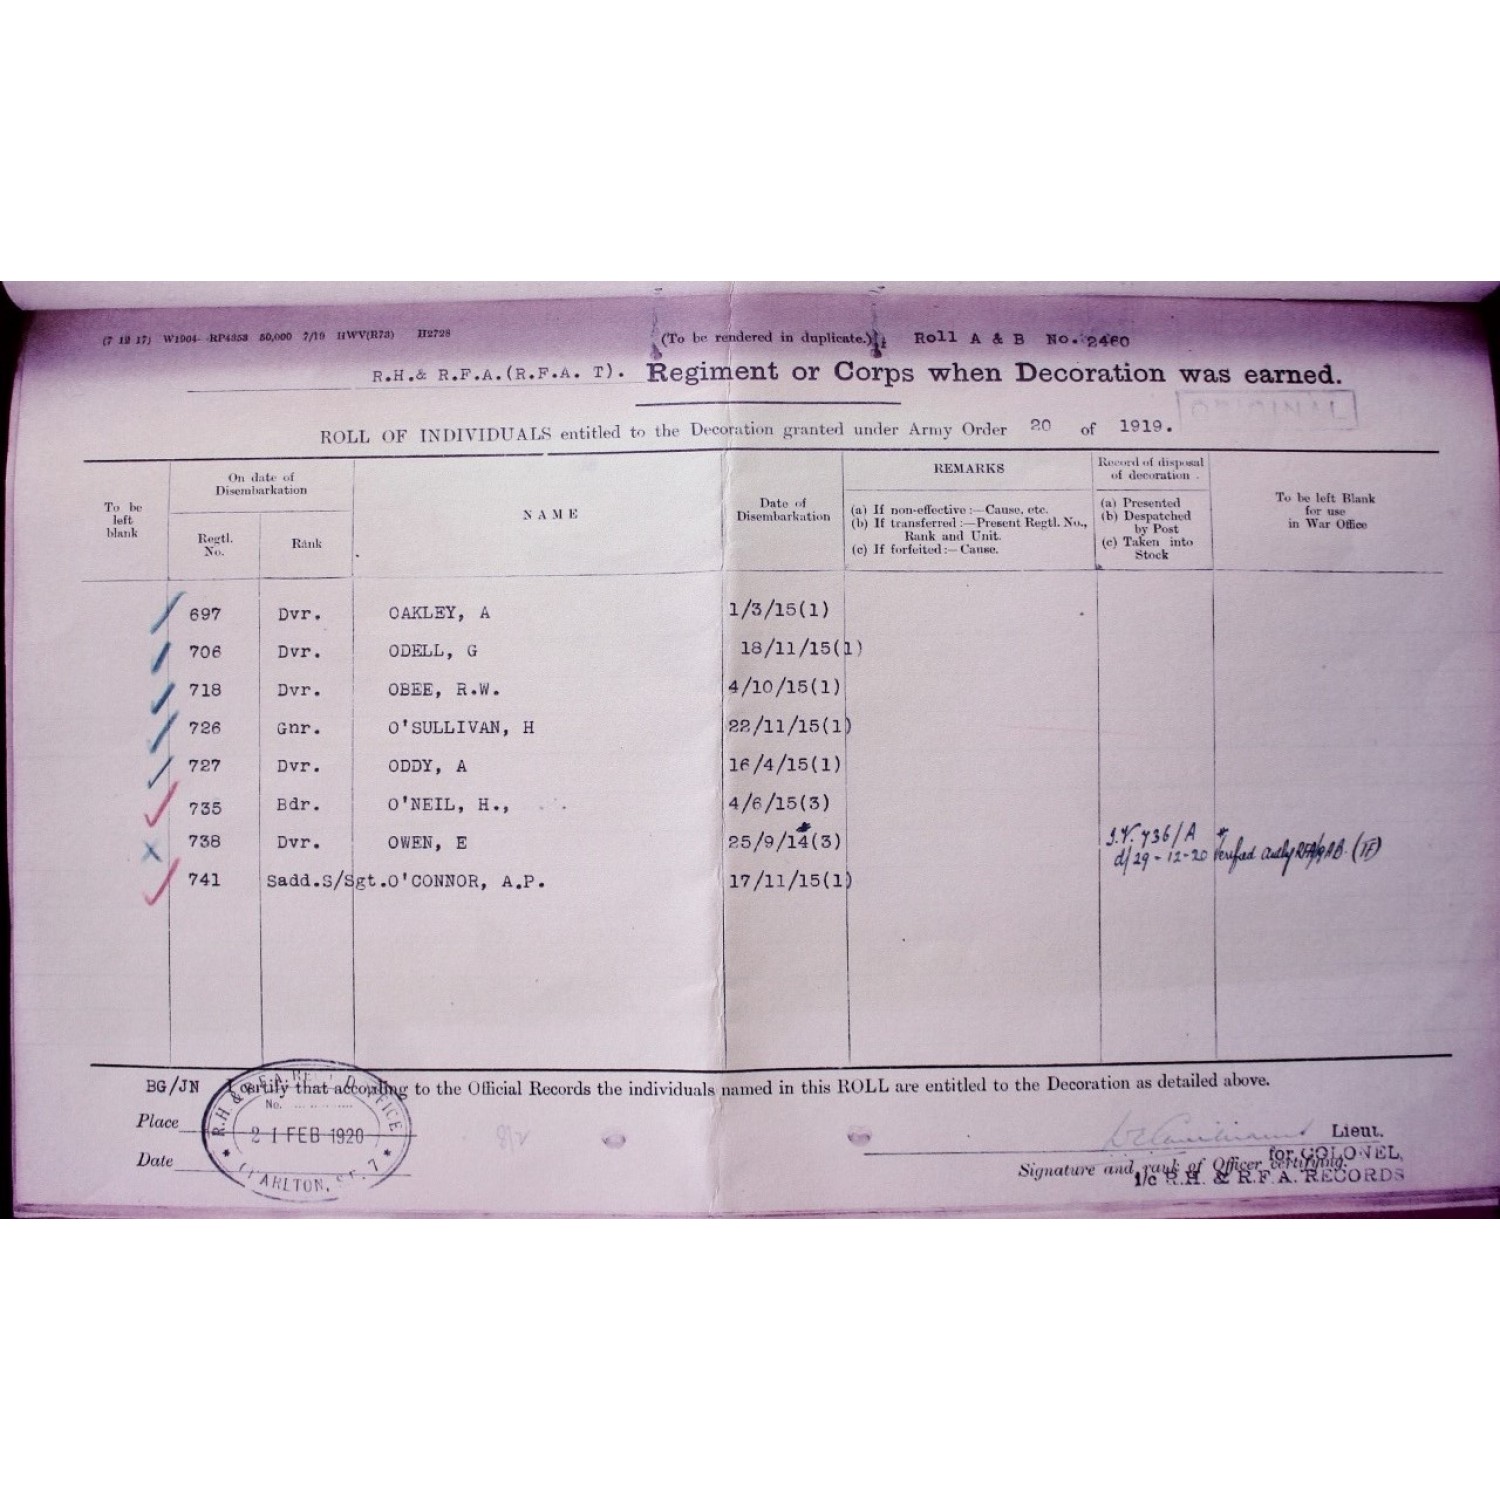 (7 12 17) W1904- -RP4353 50,000 7/19 HWV(R73) H2728
(To be rendered in duplicate.) Roll A & B No. 2460
R.H.& R.F.A.(R.F.A. T). Regiment or Corps when Decoration was earned.
ORIGINAL
ROLL OF INDIVIDUALS entitled to the Decoration granted under Army Order 20 of 1919.
To be left blank
On date of Disembarkation
Regtl. No.
Rank
NAME
Date of Disembarkation
REMARKS
(a) If non-effective :—Cause, etc.
(b) If transferred :—Present Regtl. No., Rank and Unit.
(c) If forfeited :— Cause.
Record of disposal of decoration.
(a) Presented
(b) Despatched by Post
(c) Taken into Stock
To be left Blank for use in War Office
697 Dvr. OAKLEY, A 1/3/15(1)
706 Dvr. ODELL, G 18/11/15(1)
718 Dvr. OBEE, R.W. 4/10/15(1)
726 Gnr. O'SULLIVAN, H 22/11/15(1)
727 Dvr. ODDY, A 16/4/15(1)
735 Bdr. O'NEIL, H., 4/6/15(3)
738 Dvr. OWEN, E 25/9/14(3) 736/A
d/29-12-20 Verified (TF)
741 Sadd.S/Sgt. O'CONNOR, A.P. 17/11/15(1)
BG/JN I certify that according to the Official Records the individuals named in this ROLL are entitled to the Decoration as detailed above.
Place
Date
R.H. & R.F.A. RECORD OFFICE
No.
21 FEB 1920
* CHARLTON, S.E. 7 *
Lieut.
for COLONEL,
Signature and rank of Officer certifying.
i/c R.H. & R.F.A. RECORDS